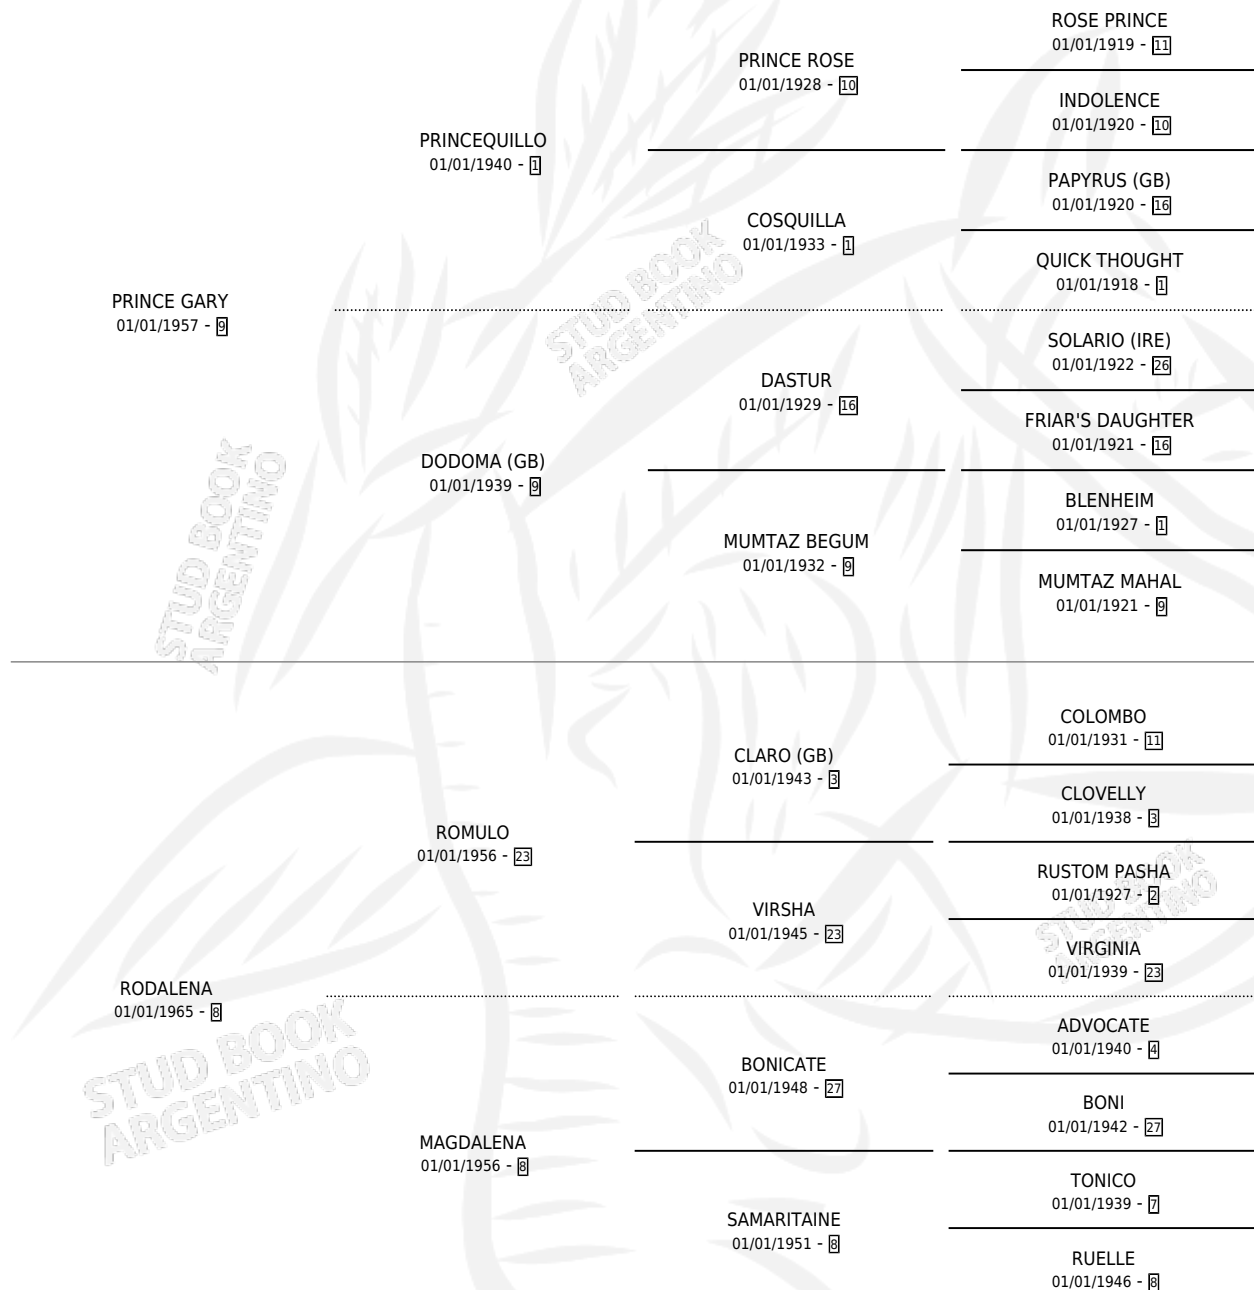 ROSE PRINCE
01/01/1919 - 11
PRINCE ROSE
01/01/1928 - 10
INDOLENCE
01/01/1920 - 10
PRINCEQUILLO
01/01/1940 - 1
PAPYRUS (GB)
01/01/1920 - 16
COSQUILLA
01/01/1933 - 1
QUICK THOUGHT
01/01/1918 - 1
STUD BOOK
ARGENTINO
PRINCE GARY
01/01/1957 - 9
SOLARIO (IRE)
01/01/1922 - 26
DASTUR
01/01/1929 - 16
FRIAR'S DAUGHTER
01/01/1921 - 16
DODOMA (GB)
01/01/1939 - 9
BLENHEIM
01/01/1927 - 1
MUMTAZ BEGUM
01/01/1932 - 9
MUMTAZ MAHAL
01/01/1921 - 9
STUD BOOK
ARGENTINO
COLOMBO
01/01/1931 - 11
CLARO (GB)
01/01/1943 - 3
CLOVELLY
01/01/1938 - 3
ROMULO
01/01/1956 - 23
RUSTOM PASHA
01/01/1927 - 2
VIRSHA
01/01/1945 - 23
VIRGINIA
01/01/1939 - 23
STUD BOOK
ARGENTINO
RODALENA
01/01/1965 - 8
ADVOCATE
01/01/1940 - 4
BONICATE
01/01/1948 - 27
BONI
01/01/1942 - 27
STUD BOOK
ARGENTINO
MAGDALENA
01/01/1956 - 8
TONICO
01/01/1939 - 7
SAMARITAINE
01/01/1951 - 8
RUELLE
01/01/1946 - 8